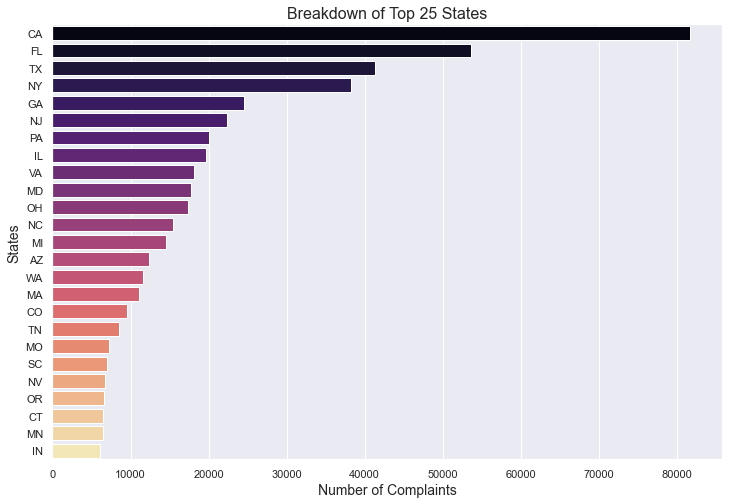 Breakdown of Top 25 States
States
CA
FL
TX
NY
GA
NJ
PA
IL
VA
MD
OH
NC
MI
AZ
WA
MA
CO
TN
MO
SC
NV
OR
CT
MN
IN
0 10000 20000 30000 40000 50000 60000 70000 80000
Number of Complaints